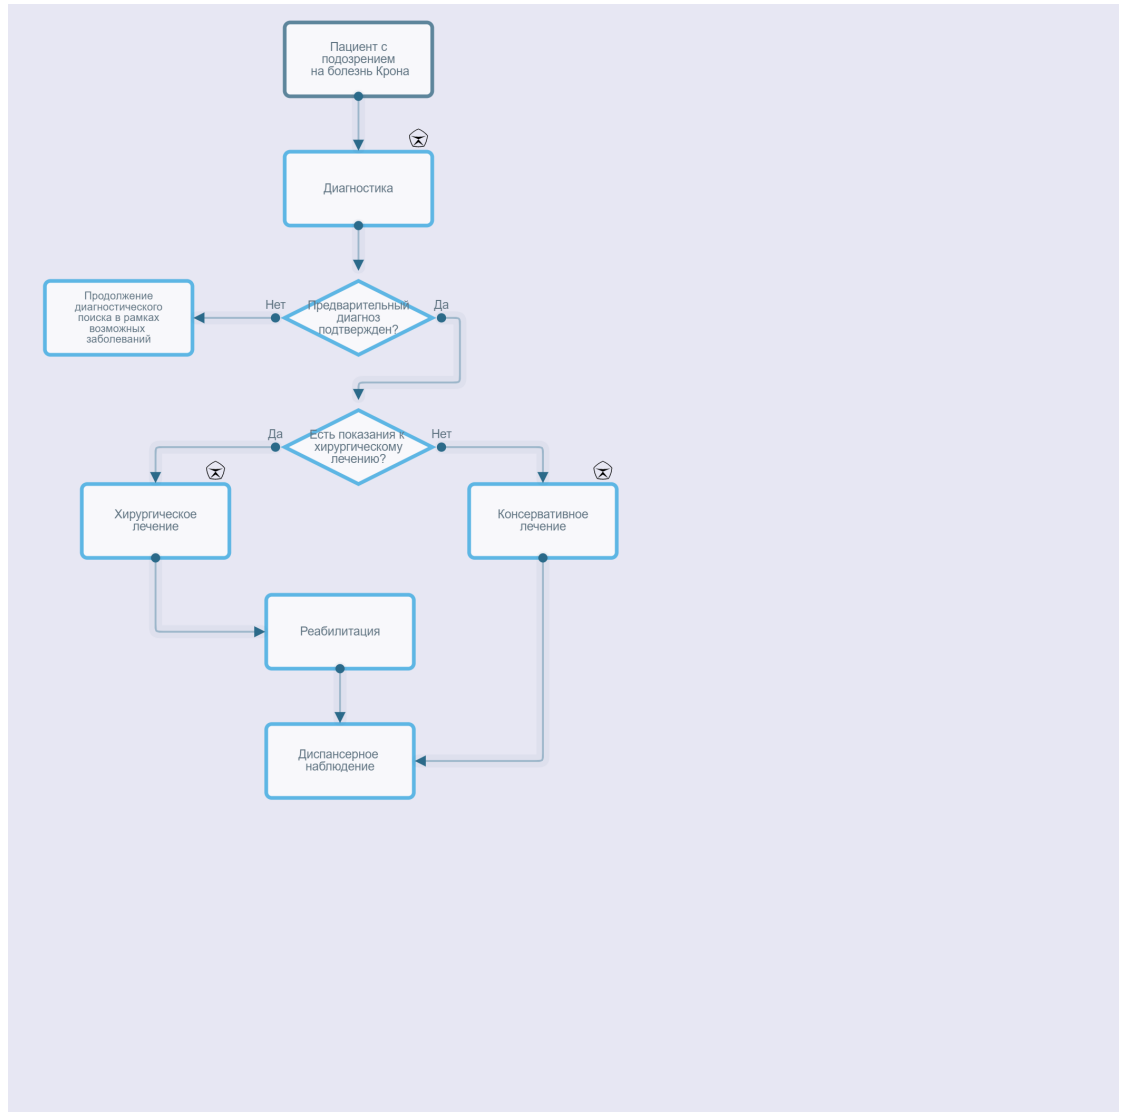 Пациент с
подозрением
на болезнь Крона
Диагностика
Продолжение
диагностического
поиска в рамках
возможных
заболеваний
Нет
Предварительный
диагноз
подтвержден?
Да
Да
Есть показания к
хирургическому
лечению?
Нет
Хирургическое
лечение
Консервативное
лечение
Реабилитация
Диспансерное
наблюдение